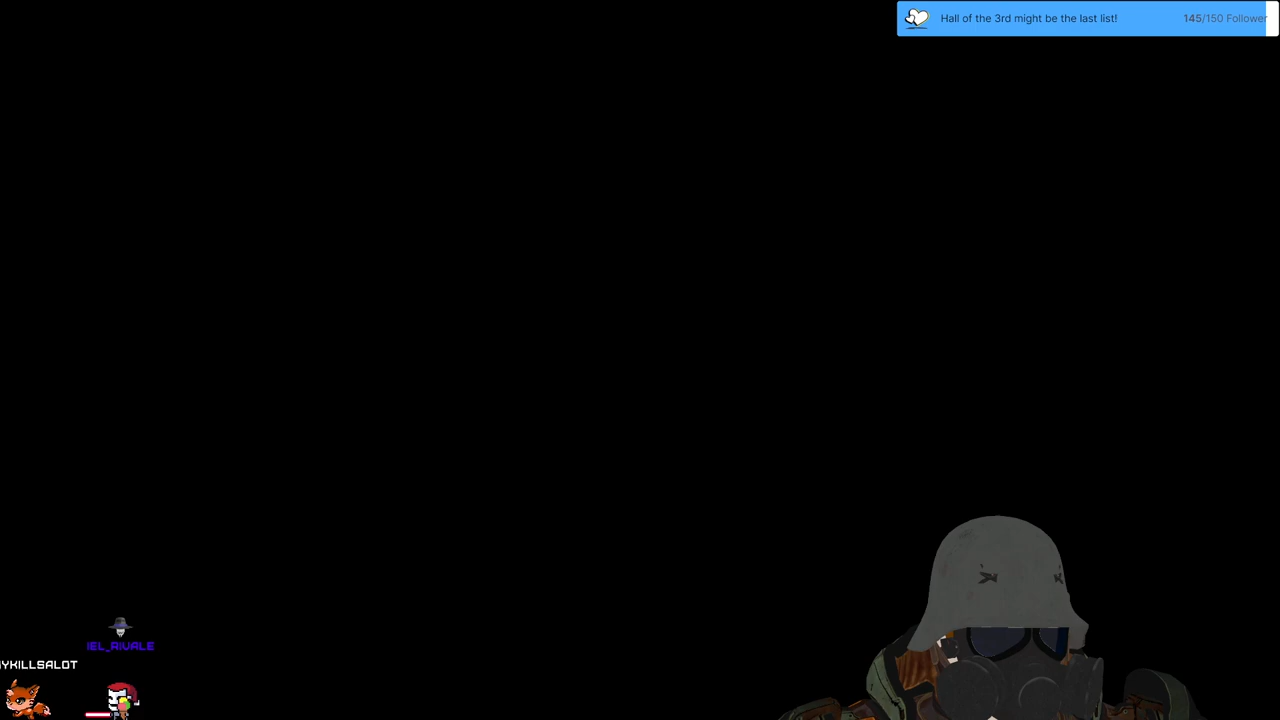 Hall of the 3rd might be the last list!
145/150 Follower
IEL_RIVALE
YKILLSALOT